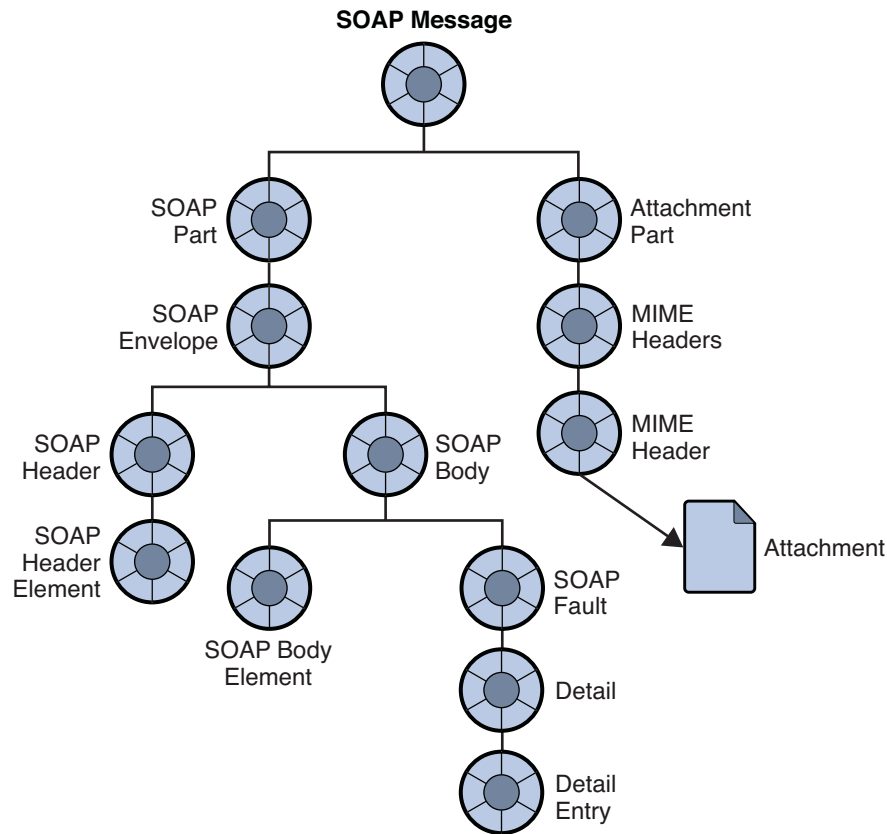 SOAP Message
SOAP
Part
Attachment
Part
SOAP
Envelope
MIME
Headers
SOAP
Header
SOAP
Body
MIME
Header
SOAP
Header
Element
SOAP Body
Element
SOAP
Fault
Attachment
Detail
Detail
Entry